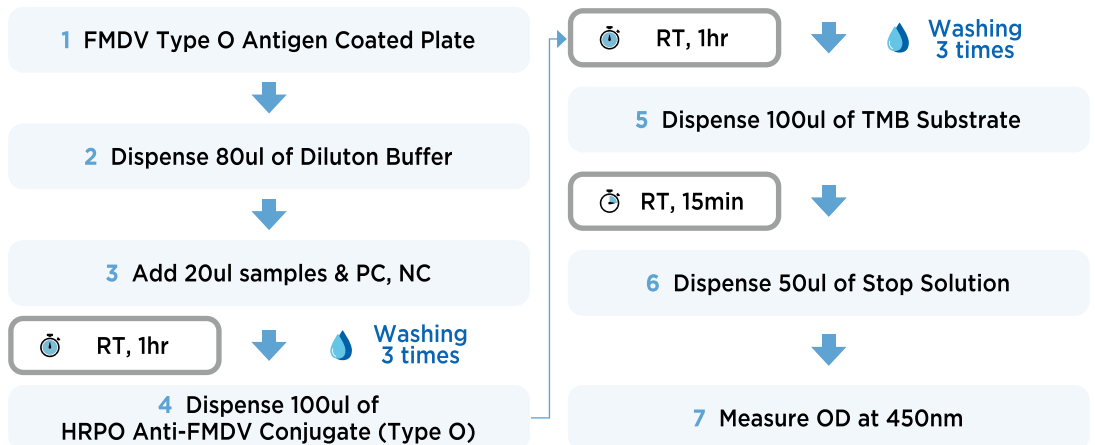 1 FMDV Type O Antigen Coated Plate
2 Dispense 80ul of Diluton Buffer
3 Add 20ul samples & PC, NC
RT, 1hr
Washing
3 times
4 Dispense 100ul of
HRPO Anti-FMDV Conjugate (Type O)
RT, 1hr
Washing
3 times
5 Dispense 100ul of TMB Substrate
RT, 15min
6 Dispense 50ul of Stop Solution
7 Measure OD at 450nm